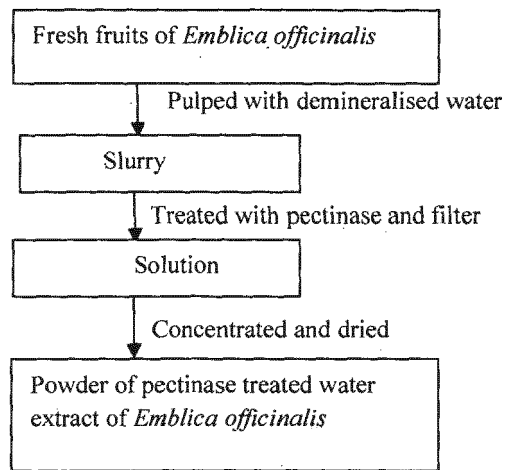 Fresh fruits of Emblica officinalis
Pulped with demineralised water
Slurry
Treated with pectinase and filter
Solution
Concentrated and dried
Powder of pectinase treated water
extract of Emblica officinalis